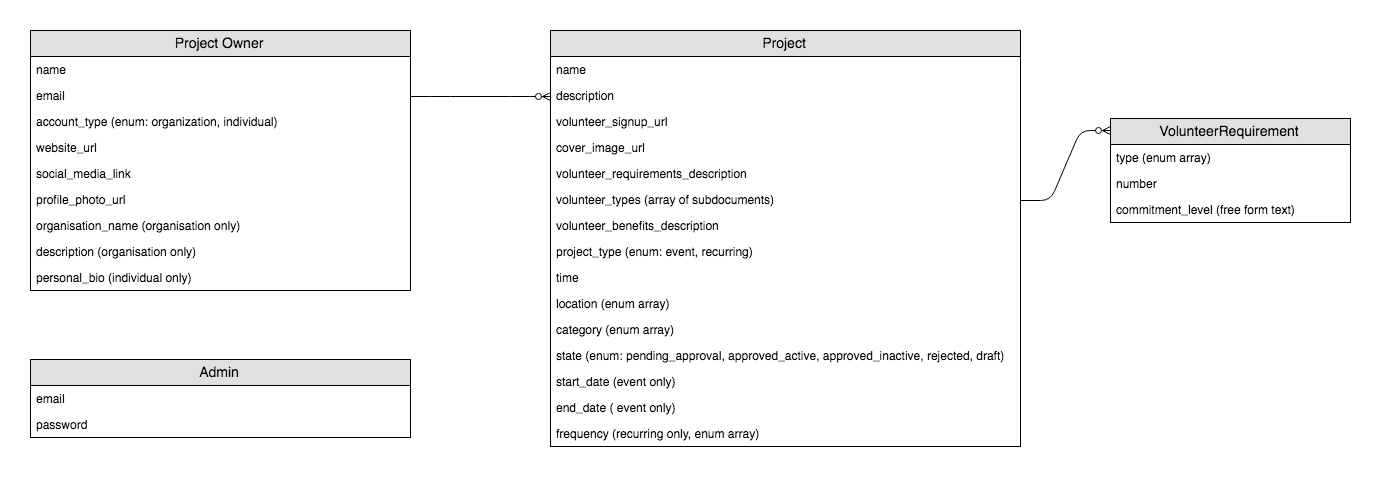 Project Owner
name
email
account_type (enum: organization, individual)
website_url
social_media_link
profile_photo_url
organisation_name (organisation only)
description (organisation only)
personal_bio (individual only)
Admin
email
password
Project
name
description
volunteer_signup_url
cover_image_url
volunteer_requirements_description
volunteer_types (array of subdocuments)
volunteer_benefits_description
project_type (enum: event, recurring)
time
location (enum array)
category (enum array)
state (enum: pending_approval, approved_active, approved_inactive, rejected, draft)
start_date (event only)
end_date ( event only)
frequency (recurring only, enum array)
VolunteerRequirement
type (enum array)
number
commitment_level (free form text)